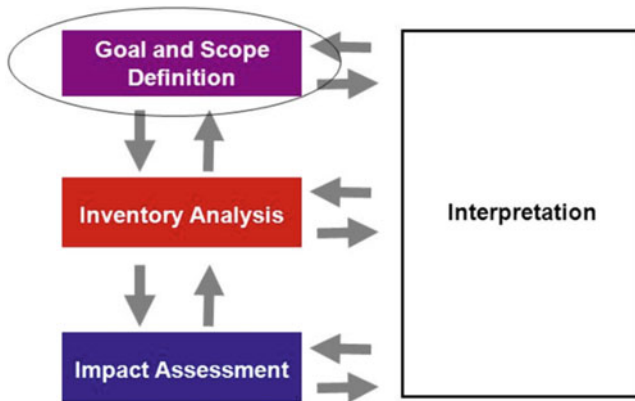 Goal and Scope
Definition
Inventory Analysis
Interpretation
Impact Assessment